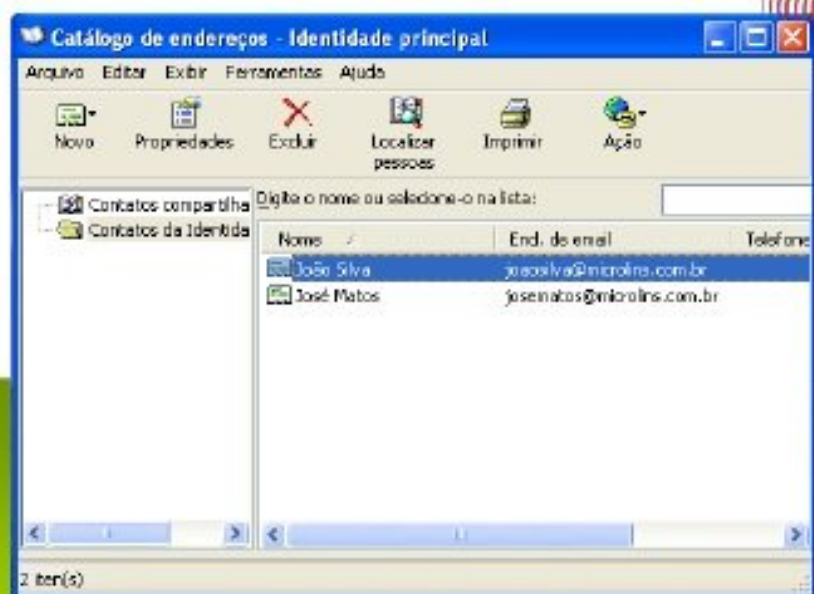 Catálogo de endereços - Identidade principal
Arquivo Editar Exibir Ferramentas Ajuda
Novo Propriedades Excluir Localizar pessoas Imprimir Ação
Contatos compartilha
Contatos da Identida
Digite o nome ou selecione-o na lista:
Nome End. de email Telefone
João Silva joaosilva@microlins.com.br
José Matos josematos@microlins.com.br
2 iten(s)